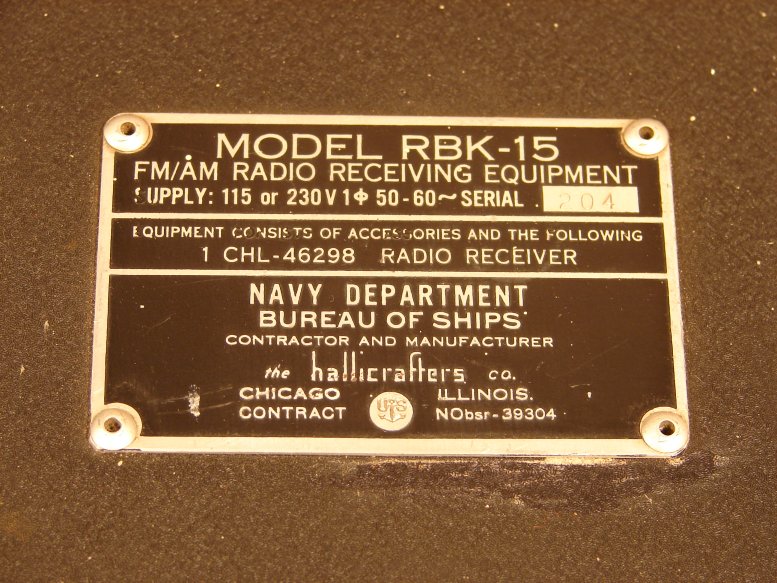 MODEL RBK-15
FM/AM RADIO RECEIVING EQUIPMENT
SUPPLY: 115 or 230V 1ϕ 50-60~ SERIAL 204
EQUIPMENT CONSISTS OF ACCESSORIES AND THE FOLLOWING
1 CHL-46298 RADIO RECEIVER
NAVY DEPARTMENT
BUREAU OF SHIPS
CONTRACTOR AND MANUFACTURER
the hallicrafters co.
CHICAGO ILLINOIS.
CONTRACT US NObsr-39304